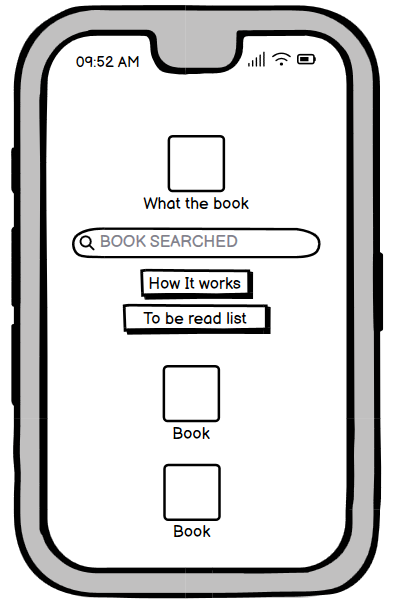 09:52 AM
What the book
BOOK SEARCHED
How It works
To be read list
Book
Book